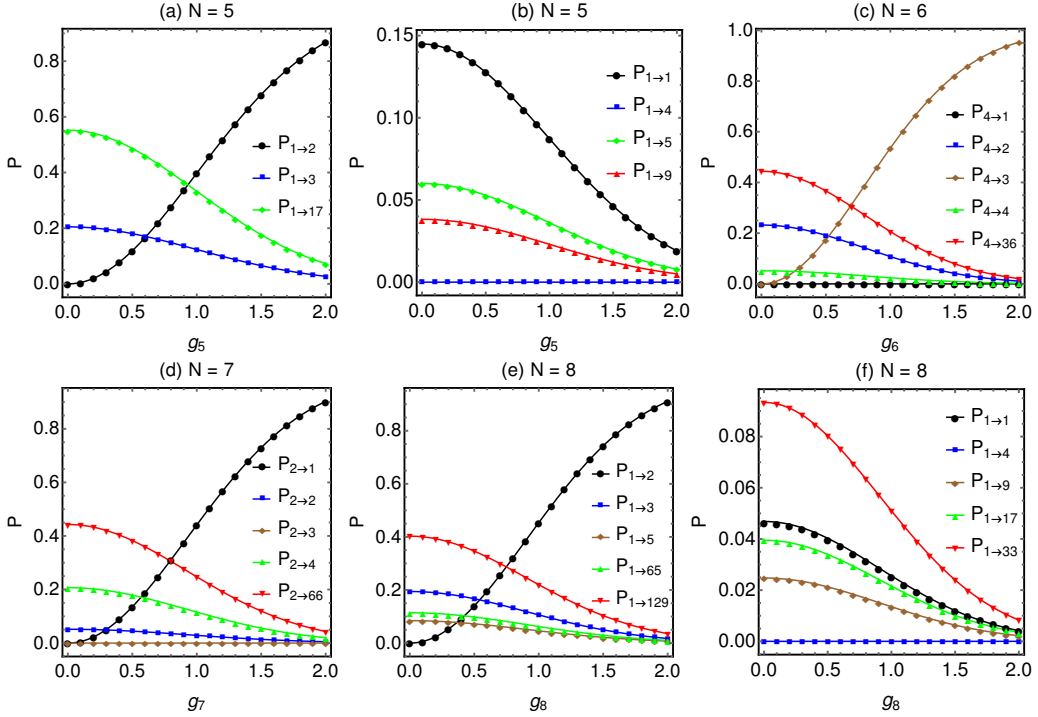 (a) N = 5
P
0.8
0.6
0.4
0.2
0.0
P1→2
P1→3
P1→17
0.0 0.5 1.0 1.5 2.0
g5
(b) N = 5
P
0.15
0.10
0.05
0.00
P1→1
P1→4
P1→5
P1→9
0.0 0.5 1.0 1.5 2.0
g5
(c) N = 6
P
1.0
0.8
0.6
0.4
0.2
0.0
P4→1
P4→2
P4→3
P4→4
P4→36
0.0 0.5 1.0 1.5 2.0
g6
(d) N = 7
P
0.8
0.6
0.4
0.2
0.0
P2→1
P2→2
P2→3
P2→4
P2→66
0.0 0.5 1.0 1.5 2.0
g7
(e) N = 8
P
0.8
0.6
0.4
0.2
0.0
P1→2
P1→3
P1→5
P1→65
P1→129
0.0 0.5 1.0 1.5 2.0
g8
(f) N = 8
P
0.08
0.06
0.04
0.02
0.00
P1→1
P1→4
P1→9
P1→17
P1→33
0.0 0.5 1.0 1.5 2.0
g8